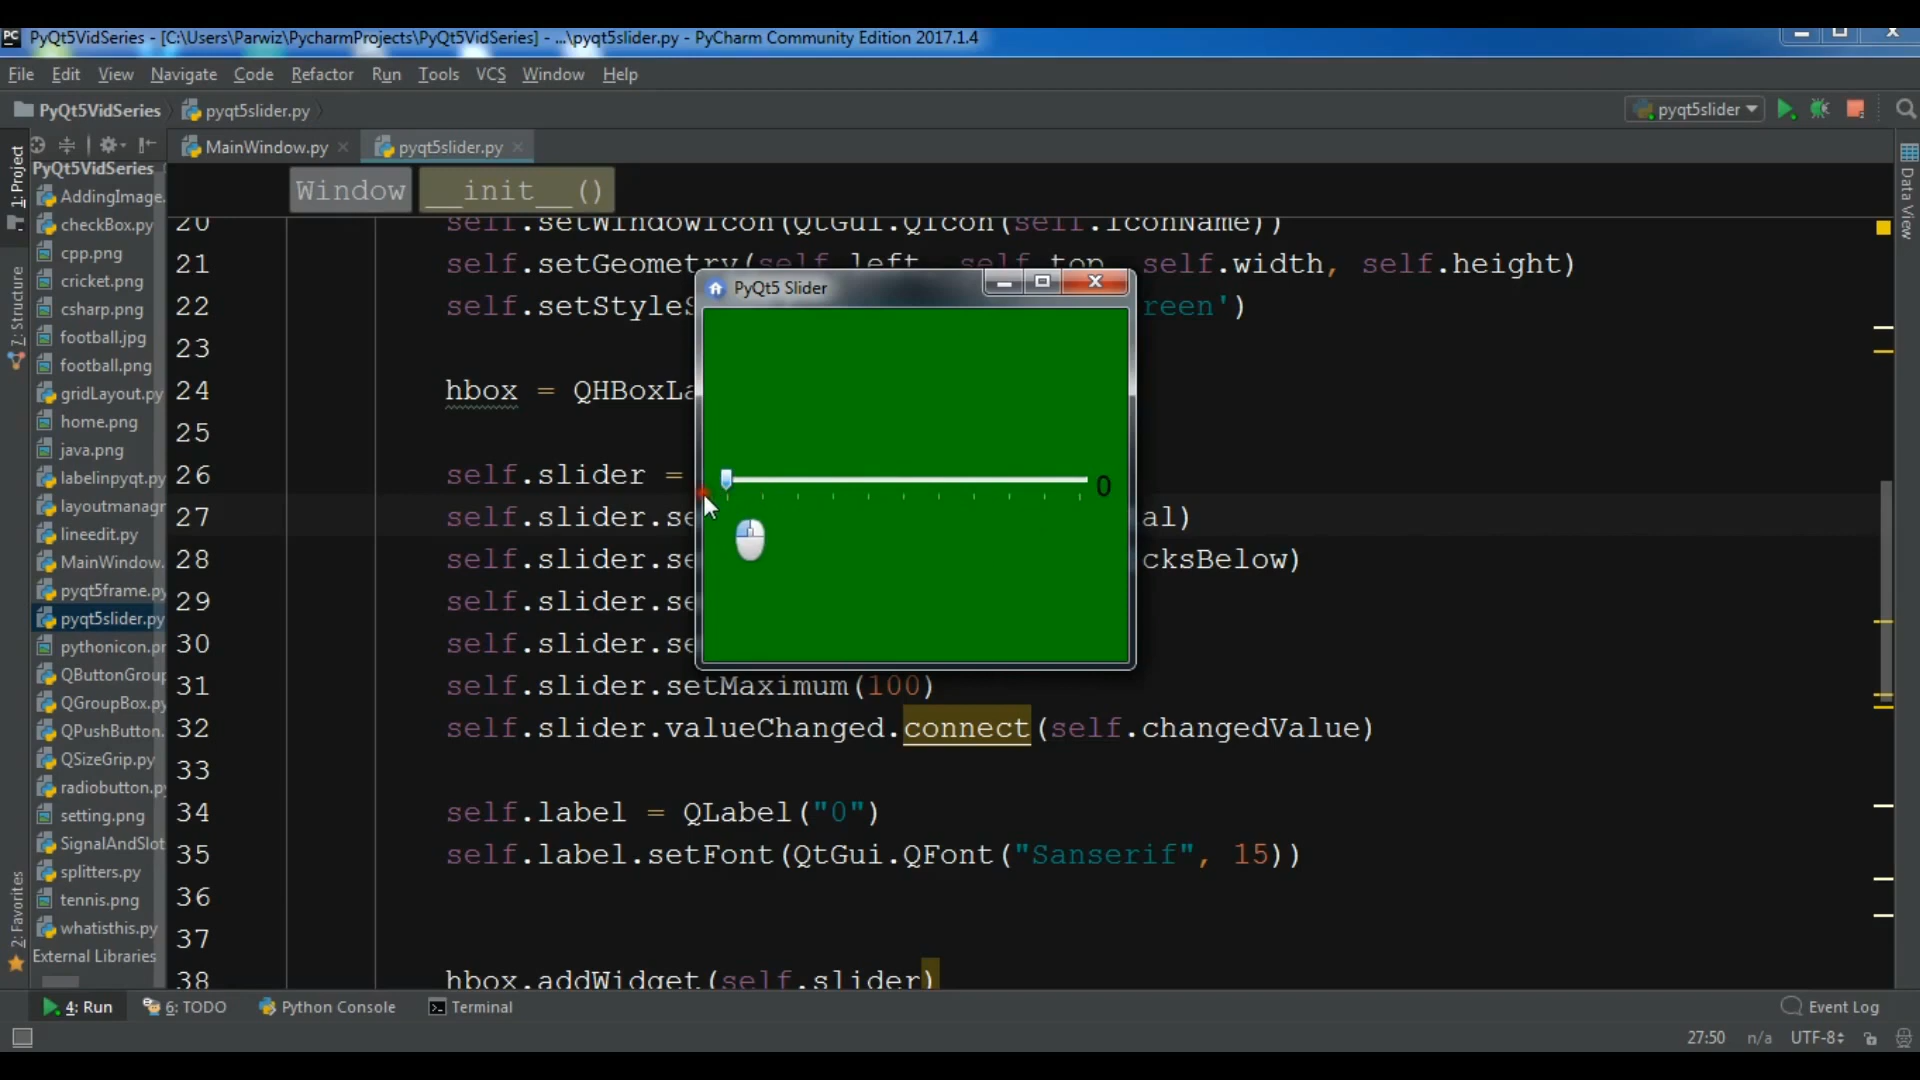 PC PyQt5VidSeries - [C:\Users\Parwiz\PycharmProjects\PyQt5VidSeries] - ...\pyqt5slider.py - PyCharm Community Edition 2017.1.4
File Edit View Navigate Code Refactor Run Tools VCS Window Help
PyQt5VidSeries pyqt5slider.py pyqt5slider
MainWindow.py pyqt5slider.py
Window __init__()
1: Project
7: Structure
2: Favorites
PyQt5VidSeries
AddingImage.
checkBox.py
cpp.png
cricket.png
csharp.png
football.jpg
football.png
gridLayout.py
home.png
java.png
labelinpyqt.py
layoutmanagr
lineedit.py
MainWindow.
pyqt5frame.py
pyqt5slider.py
pythonicon.pr
QButtonGroup
QGroupBox.py
QPushButton.
QSizeGrip.py
radiobutton.py
setting.png
SignalAndSlot
splitters.py
tennis.png
whatisthis.py
External Libraries
20 self.setWindowIcon(QtGui.QIcon(self.iconName))
21 self.setGeometry(self.left, self.top, self.width, self.height)
22 self.setStyleS reen')
23
24 hbox = QHBoxLa
25
26 self.slider =
27 self.slider.se al)
28 self.slider.se cksBelow)
29 self.slider.se
30 self.slider.se
31 self.slider.setMaximum(100)
32 self.slider.valueChanged.connect(self.changedValue)
33
34 self.label = QLabel("0")
35 self.label.setFont(QtGui.QFont("Sanserif", 15))
36
37
38 hbox.addWidget(self.slider)
PyQt5 Slider
0
Data View
4: Run 6: TODO Python Console Terminal Event Log
27:50 n/a UTF-8